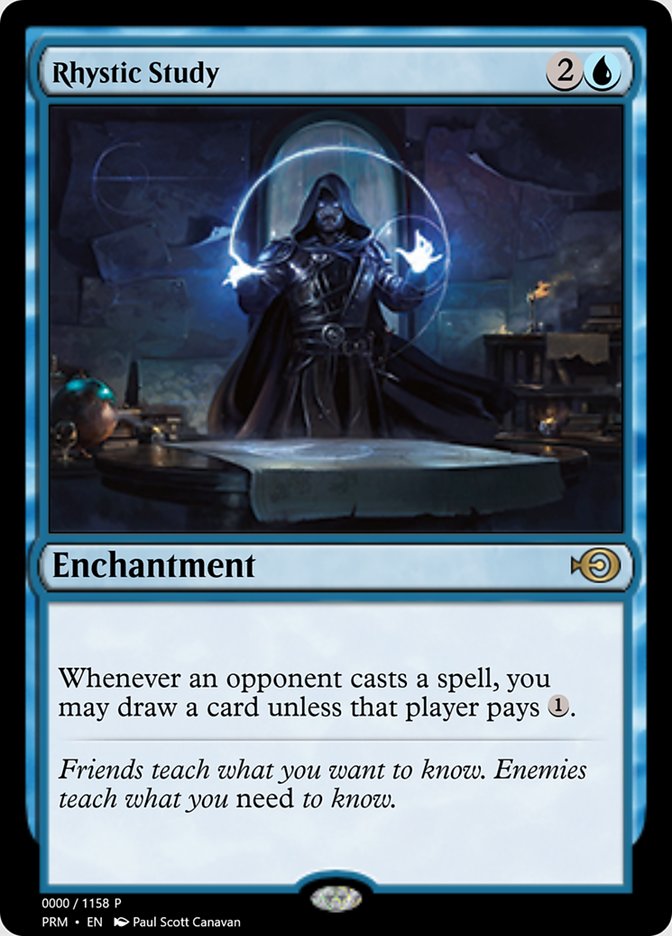 Rhystic Study 2
Enchantment
Whenever an opponent casts a spell, you
may draw a card unless that player pays 1.
Friends teach what you want to know. Enemies
teach what you need to know.
0000 / 1158 P
PRM • EN Paul Scott Canavan